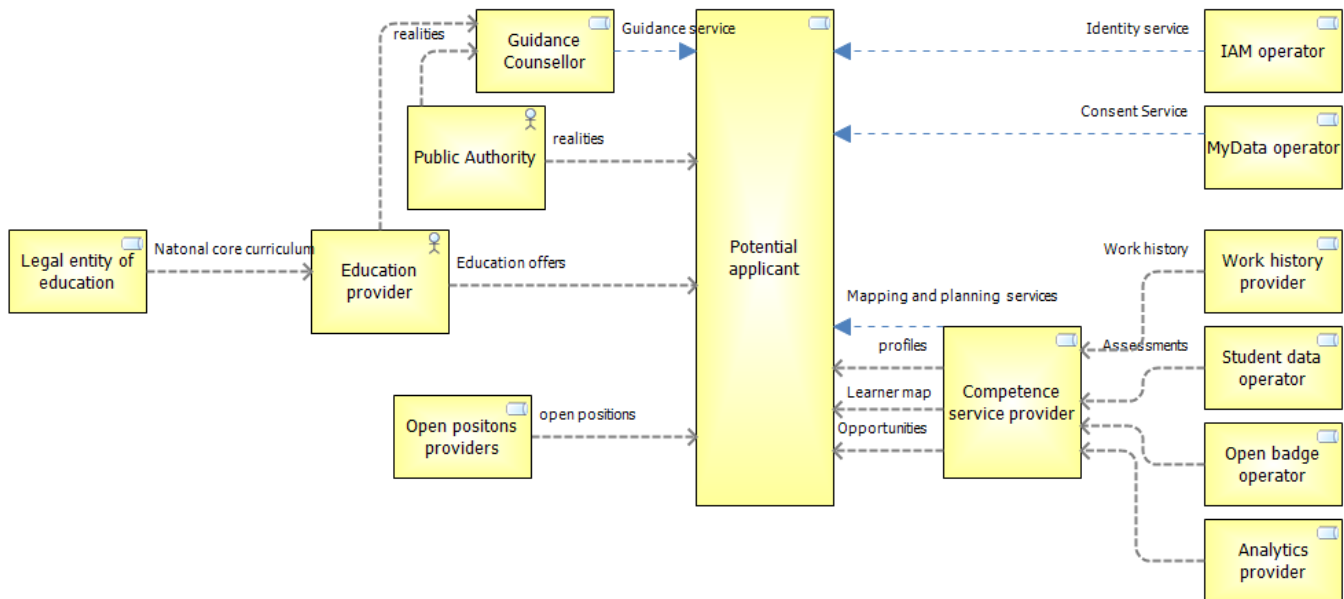 realities
Guidance
Counsellor
Guidance service
Identity service
IAM operator
Public Authority
realities
Consent Service
MyData operator
Legal entity of
education
Natonal core curriculum
Education
provider
Education offers
Potential
applicant
Work history
Work history
provider
Mapping and planning services
profiles
Learner map
Opportunities
Competence
service provider
Assessments
Student data
operator
Open positons
providers
open positions
Open badge
operator
Analytics
provider